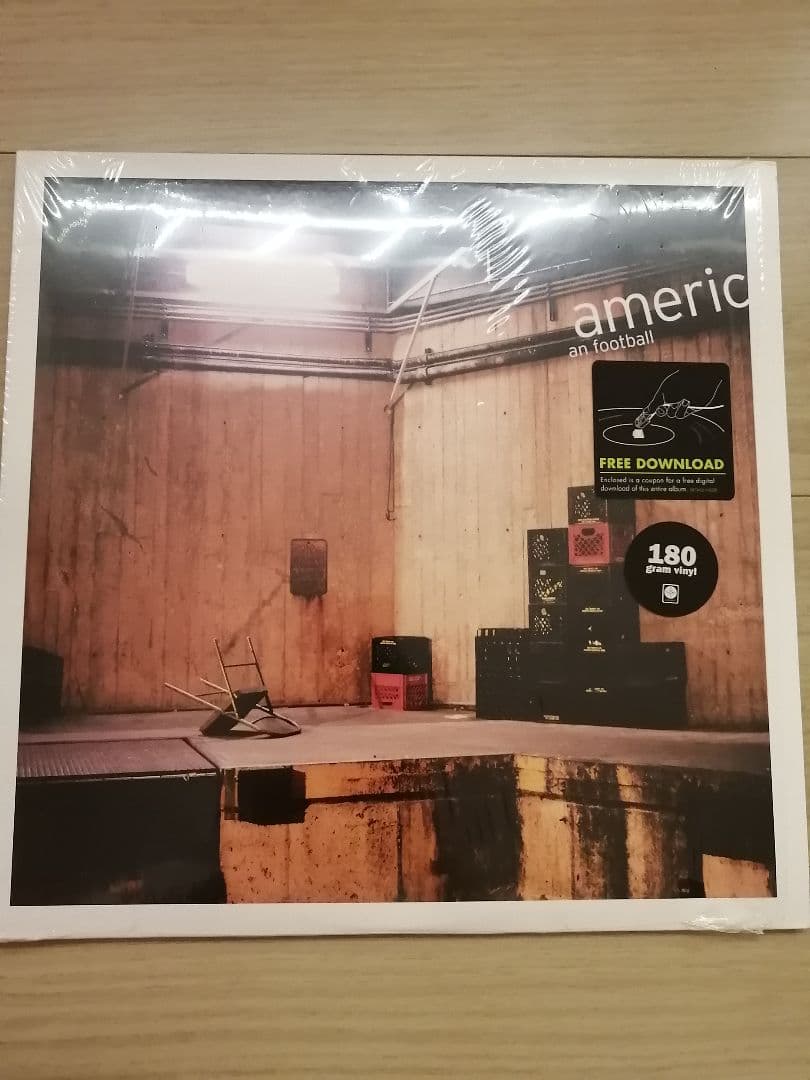 americ
an football
FREE DOWNLOAD
Enclosed is a coupon for a free digital
download of this entire album.
180
gram vinyl